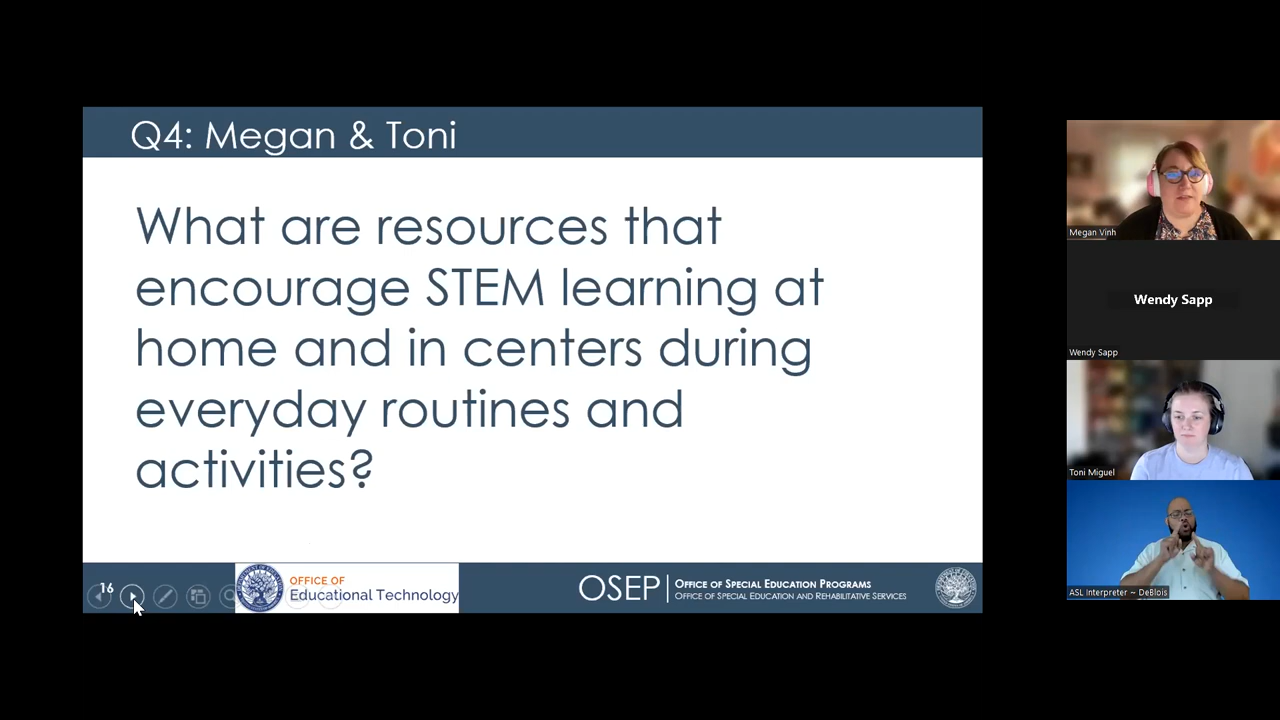 Q4: Megan & Toni
What are resources that
encourage STEM learning at
home and in centers during
everyday routines and
activities?
16
OFFICE OF
Educational Technology
OSEP
OFFICE OF SPECIAL EDUCATION PROGRAMS
OFFICE OF SPECIAL EDUCATION AND REHABILITATIVE SERVICES
Megan Vinh
Wendy Sapp
Wendy Sapp
Toni Miguel
ASL Interpreter ~ DeBlois